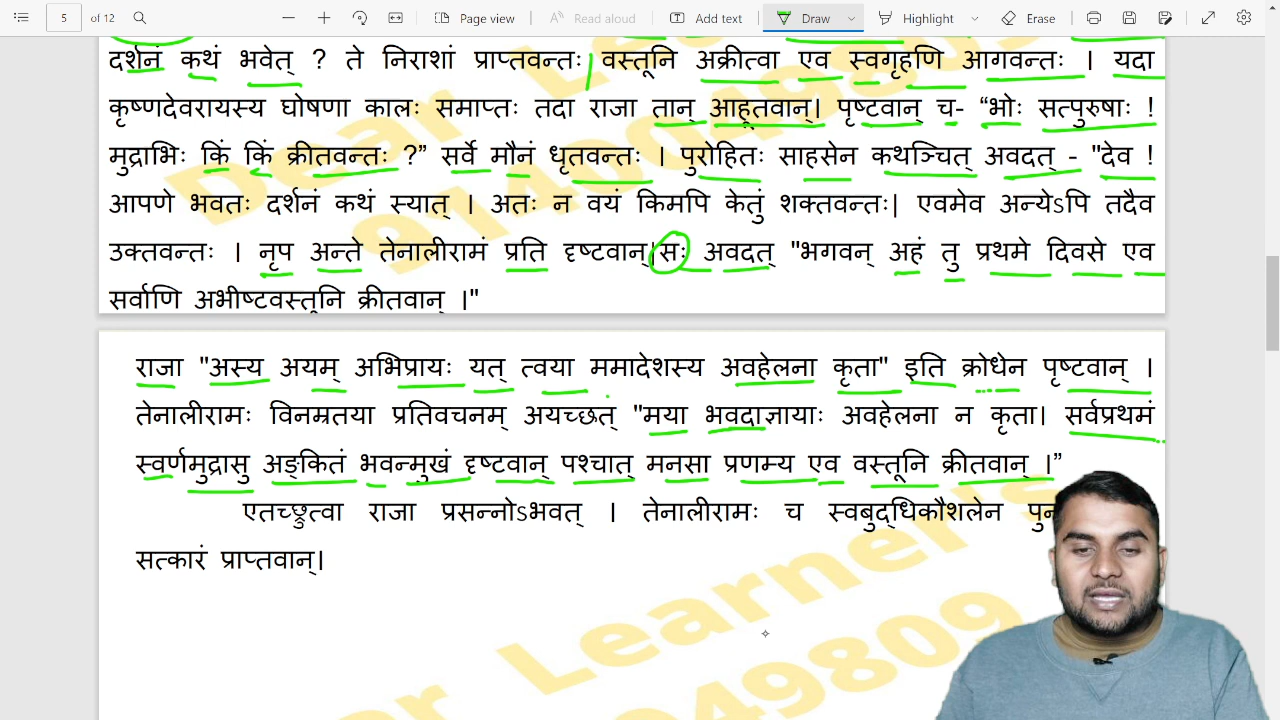 5 of 12 Page view Read aloud Add text Draw Highlight Erase
दर्शनं कथं भवेत् ? ते निराशां प्राप्तवन्तः वस्तूनि अक्रीत्वा एव स्वगृहणि आगवन्तः । यदा
कृष्णदेवरायस्य घोषणा कालः समाप्तः तदा राजा तान् आहूतवान्। पृष्टवान् च- “भोः सत्पुरुषाः !
मुद्राभिः किं किं क्रीतवन्तः ?” सर्वे मौनं धृतवन्तः । पुरोहितः साहसेन कथञ्चित् अवदत् - "देव !
आपणे भवतः दर्शनं कथं स्यात् । अतः न वयं किमपि केतुं शक्तवन्तः। एवमेव अन्येऽपि तदैव
उक्तवन्तः । नृप अन्ते तेनालीरामं प्रति दृष्टवान्।सः अवदत् "भगवन् अहं तु प्रथमे दिवसे एव
सर्वाणि अभीष्टवस्तूनि क्रीतवान् ।"
राजा "अस्य अयम् अभिप्रायः यत् त्वया ममादेशस्य अवहेलना कृता" इति क्रोधेन पृष्टवान् ।
तेनालीरामः विनम्रतया प्रतिवचनम् अयच्छत् "मया भवदाज्ञायाः अवहेलना न कृता। सर्वप्रथमं
स्वर्णमुद्रासु अङ्कितं भवन्मुखं दृष्टवान् पश्चात् मनसा प्रणम्य एव वस्तूनि क्रीतवान् ।”
एतच्छ्रुत्वा राजा प्रसन्नोऽभवत् । तेनालीरामः च स्वबुद्धिकौशलेन
सत्कारं प्राप्तवान्।